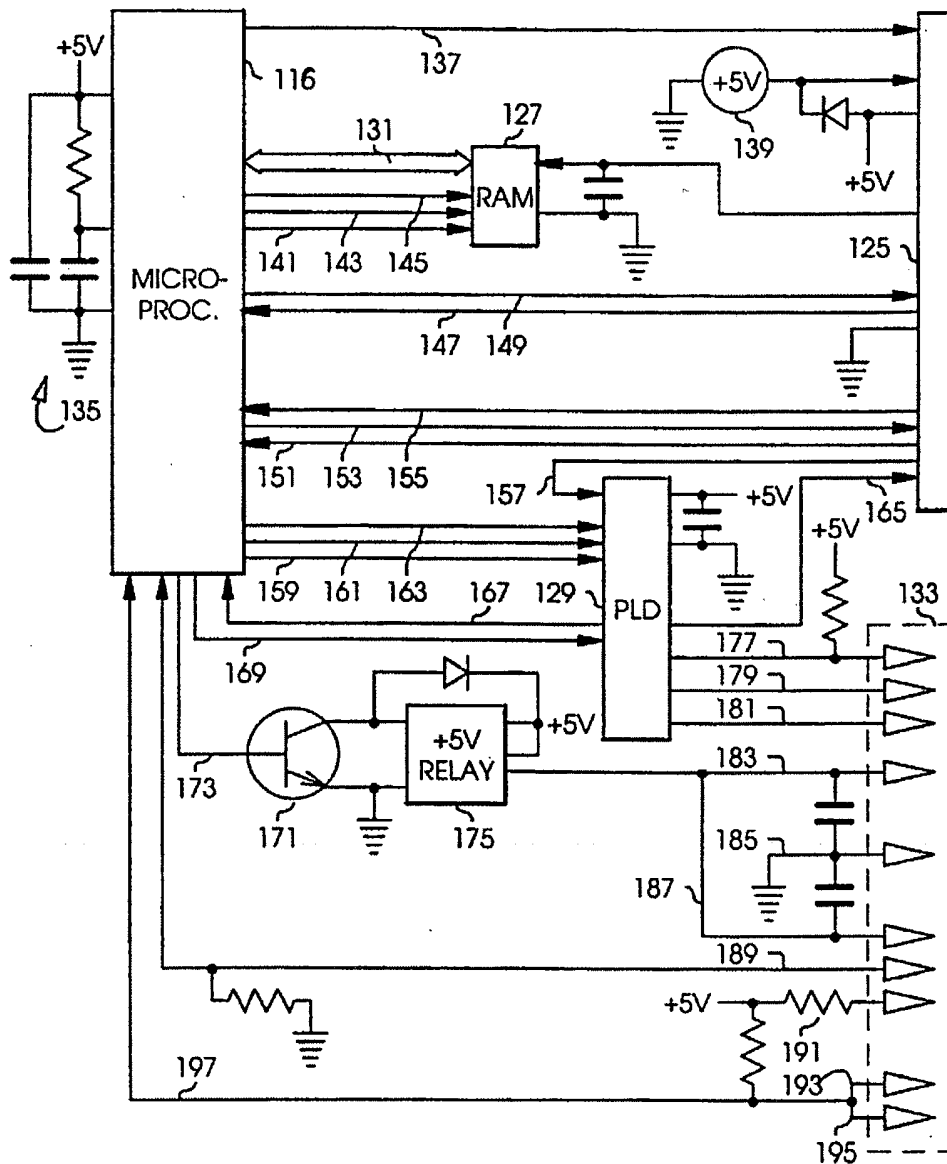 +5V
116
137
+5V
139
131
127
RAM
+5V
141
143
145
125
MICRO-
PROC.
147
149
135
151
153
155
157
165
+5V
+5V
159
161
163
129
PLD
167
133
169
177
179
181
+5V
RELAY
+5V
173
171
175
183
185
187
189
+5V
191
197
193
195